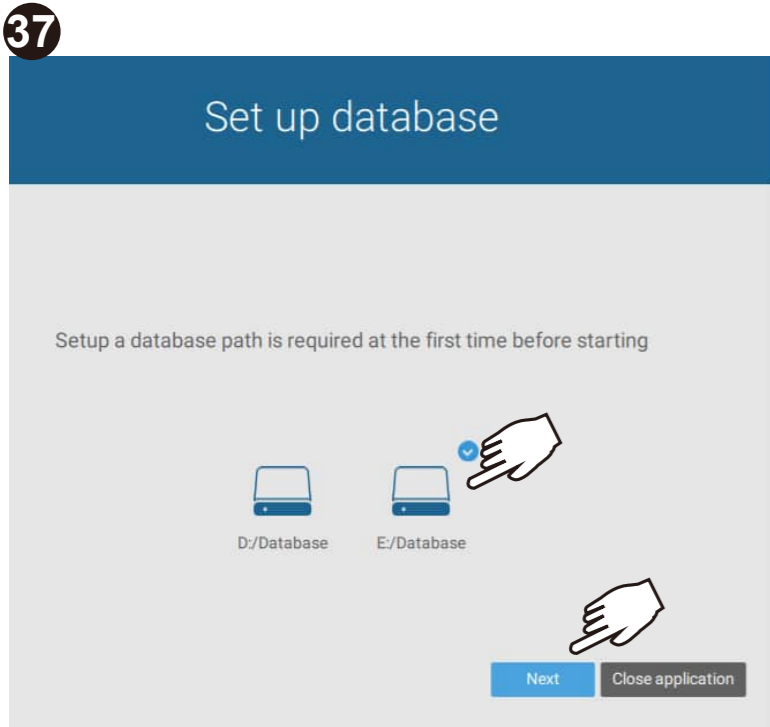 37
Set up database
Setup a database path is required at the first time before starting
D:/Database E:/Database
Next Close application